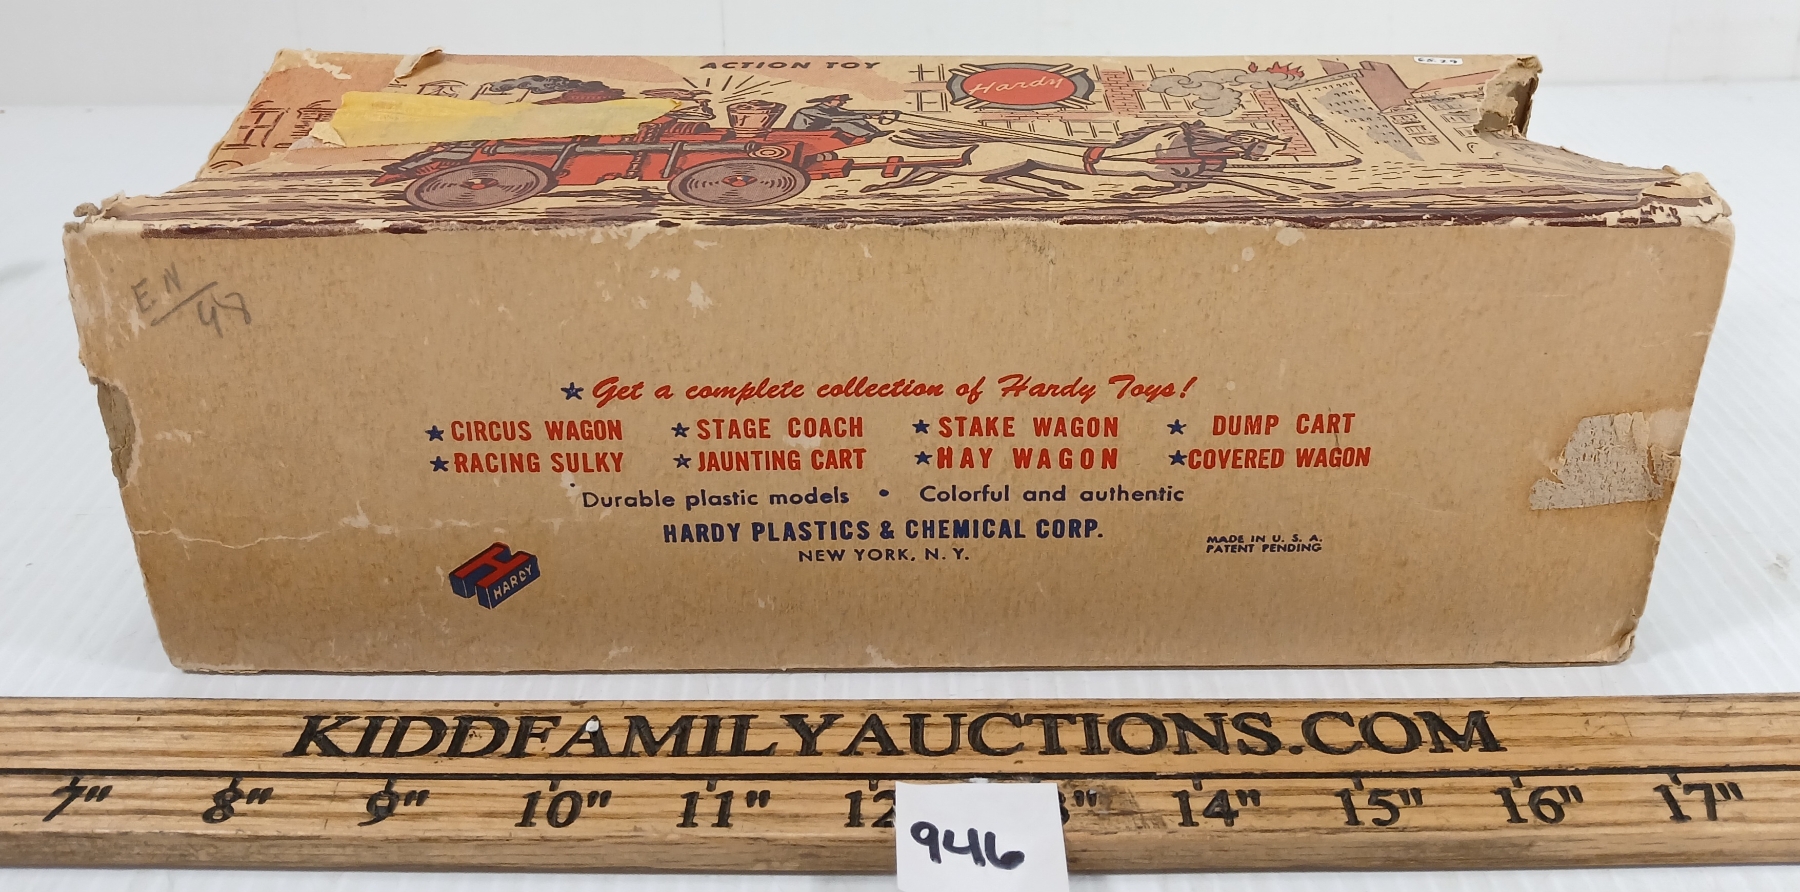 ACTION TOY
Hardy
EN/48
Get a complete collection of Hardy Toys!
CIRCUS WAGON STAGE COACH STAKE WAGON DUMP CART
RACING SULKY JAUNTING CART HAY WAGON COVERED WAGON
Durable plastic models • Colorful and authentic
HARDY PLASTICS & CHEMICAL CORP.
NEW YORK, N. Y.
MADE IN U. S. A.
PATENT PENDING
H HARDY
KIDDFAMILYAUCTIONS.COM
7" 8" 9" 10" 11" 12 3" 14" 15" 16" 17"
946